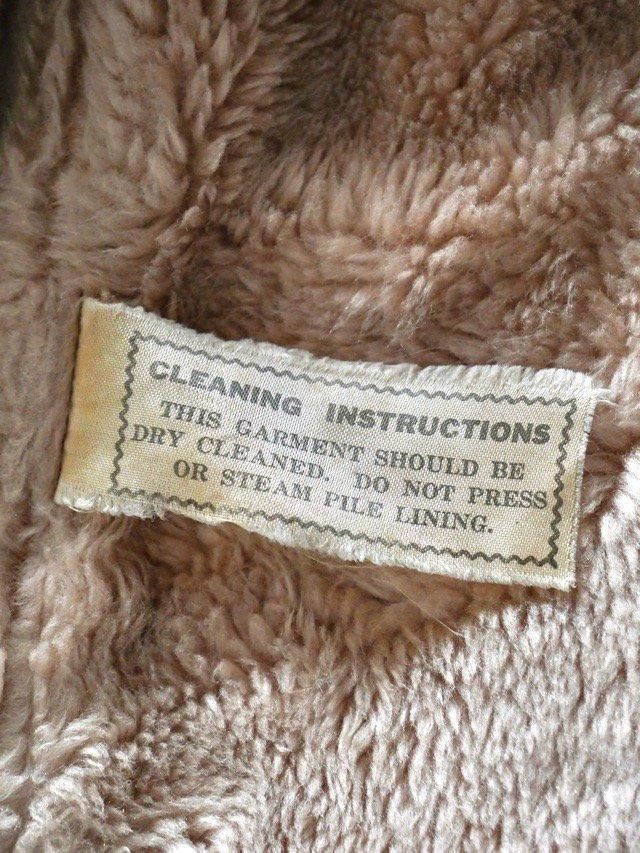 CLEANING INSTRUCTIONS
THIS GARMENT SHOULD BE
DRY CLEANED. DO NOT PRESS
OR STEAM PILE LINING.